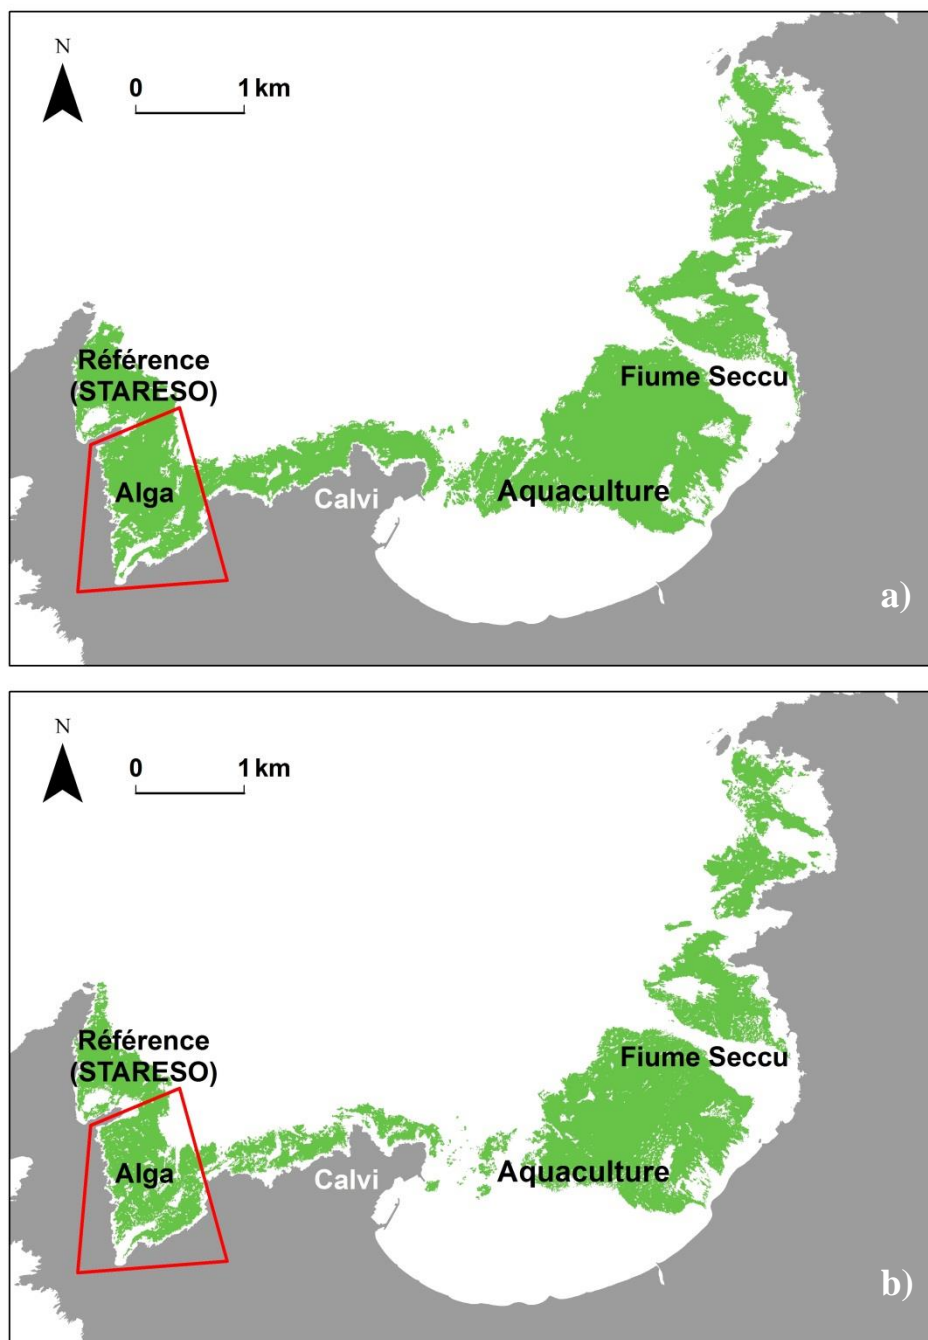 N
0 1 km
Référence
(STARESO)
Fiume Seccu
Alga
Calvi
Aquaculture
a)
N
0 1 km
Référence
(STARESO)
Fiume Seccu
Alga
Calvi
Aquaculture
b)